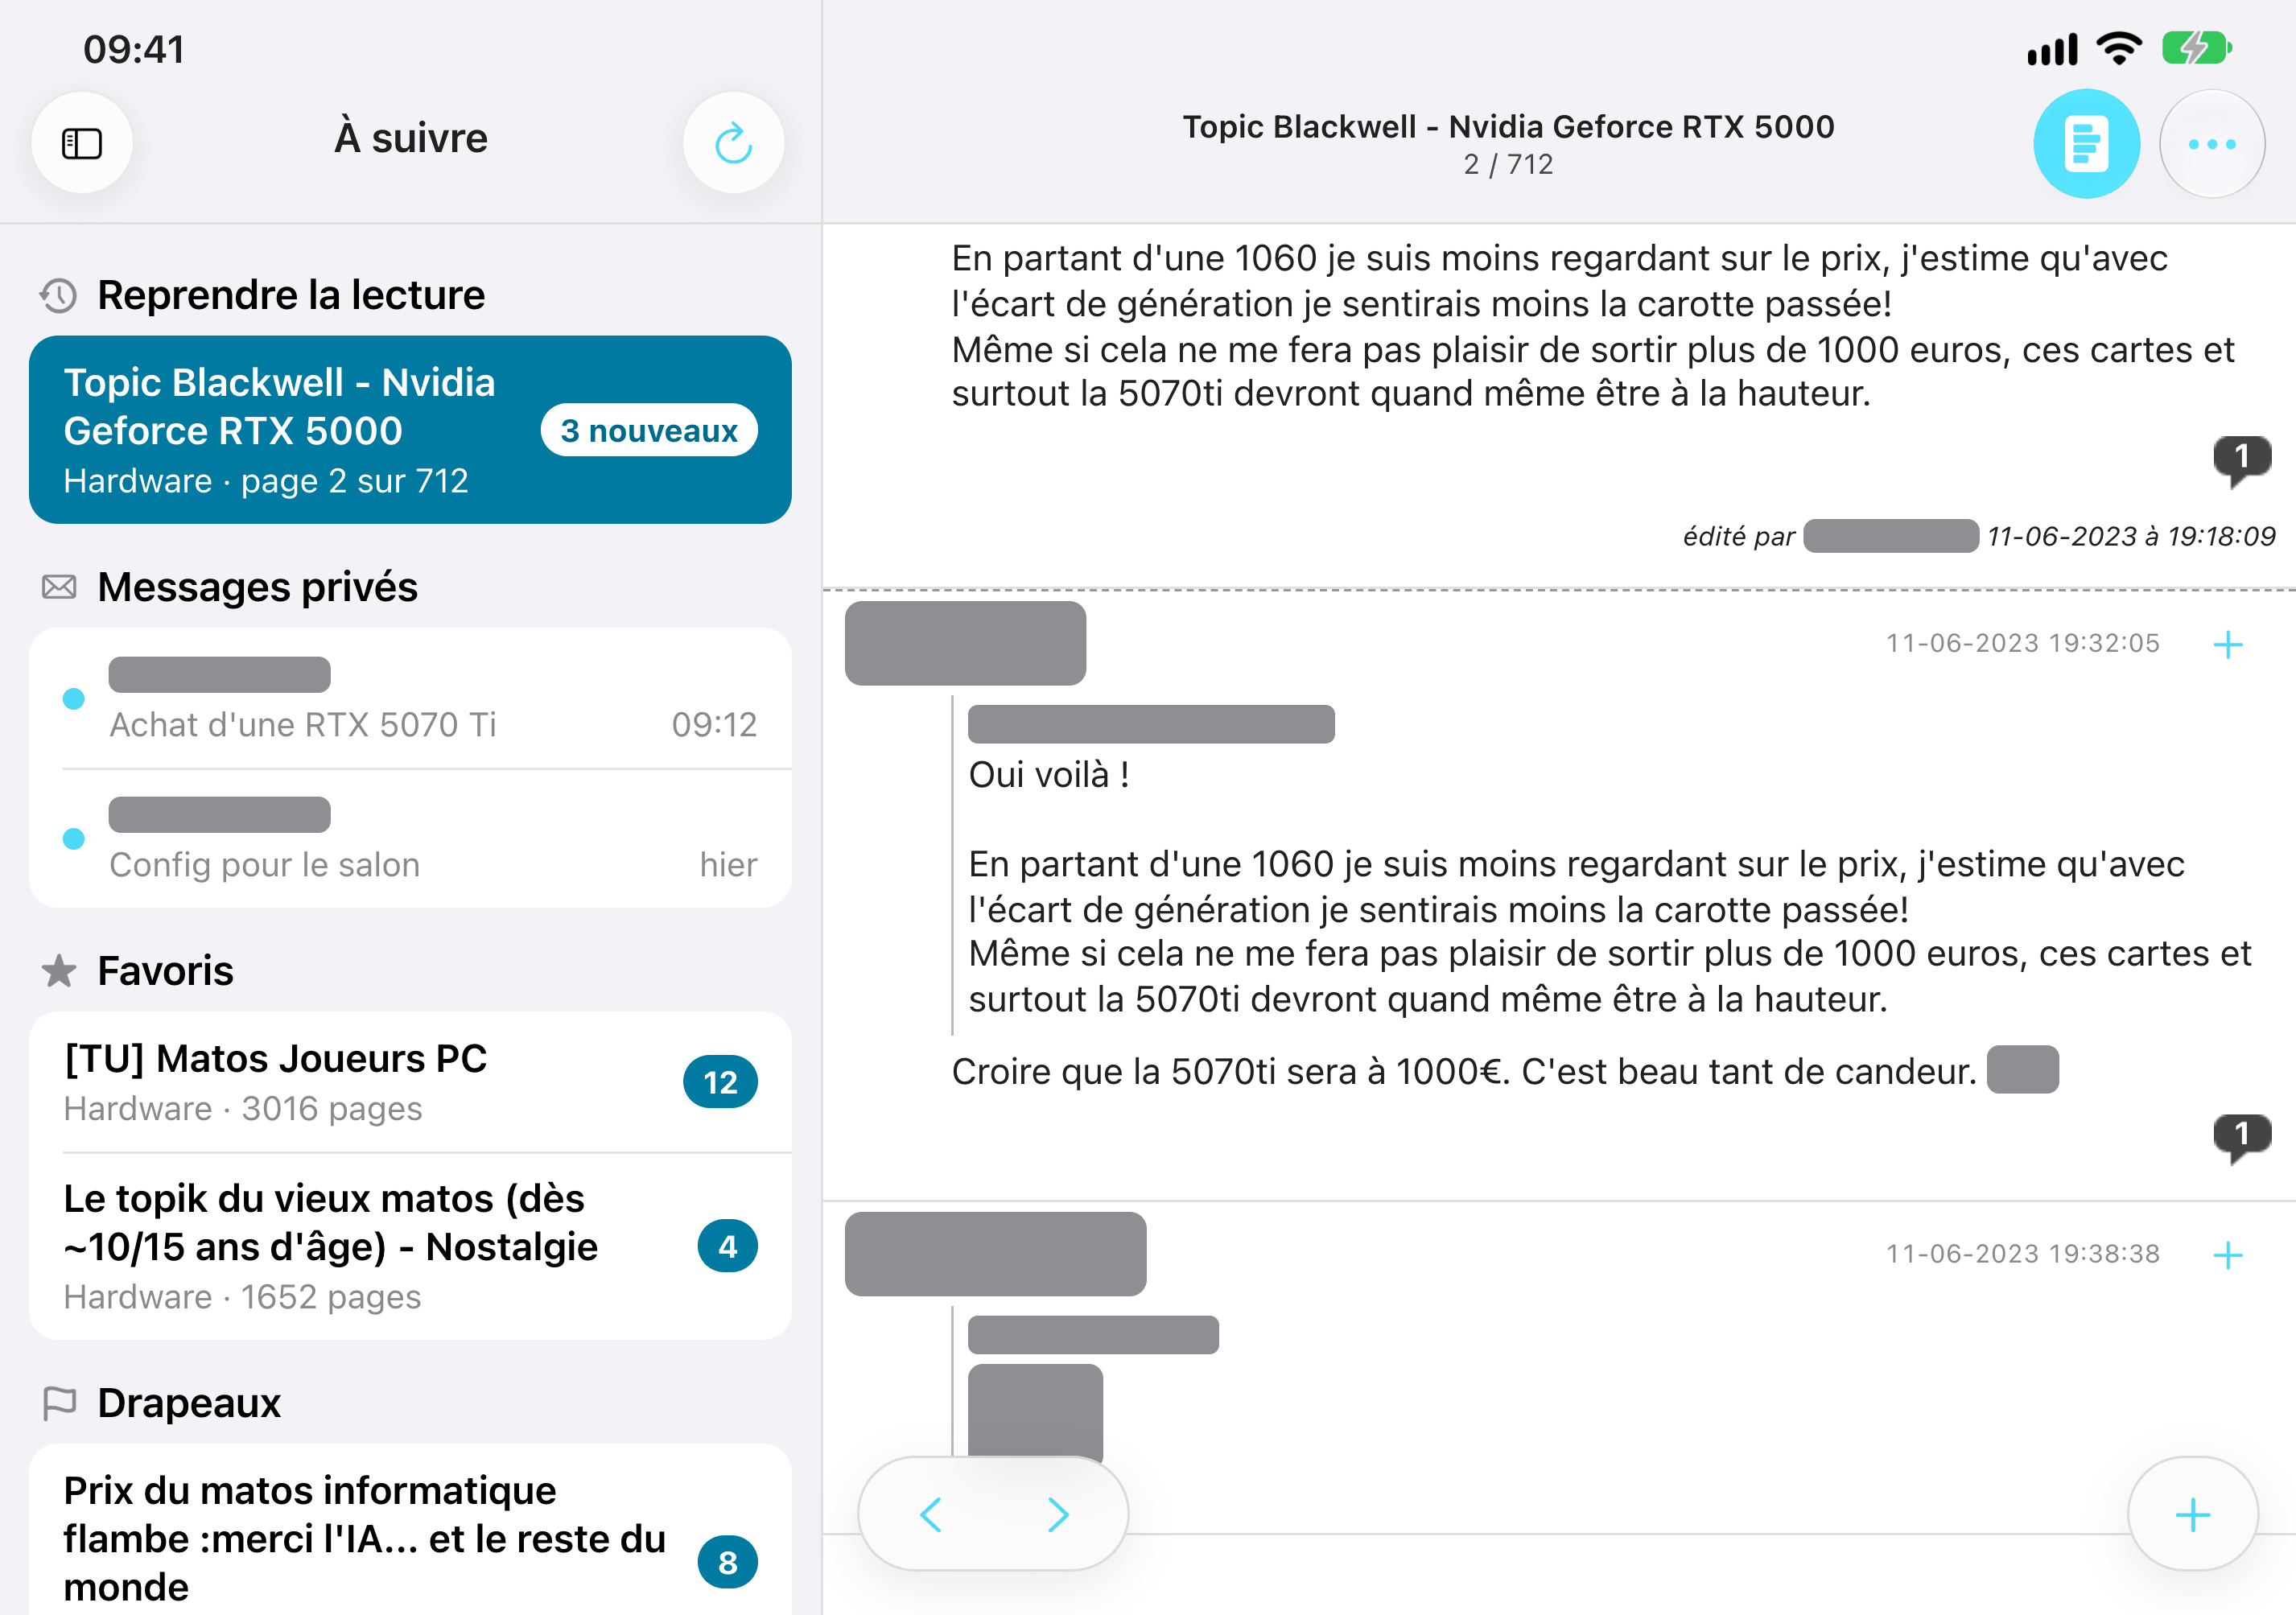 09:41
À suivre
Reprendre la lecture
Topic Blackwell - Nvidia
Geforce RTX 5000
3 nouveaux
Hardware · page 2 sur 712
Messages privés
Achat d'une RTX 5070 Ti
09:12
Config pour le salon
hier
Favoris
[TU] Matos Joueurs PC
12
Hardware · 3016 pages
Le topik du vieux matos (dès
~10/15 ans d'âge) - Nostalgie
4
Hardware · 1652 pages
Drapeaux
Prix du matos informatique
flambe :merci l'IA... et le reste du
monde
8
Topic Blackwell - Nvidia Geforce RTX 5000
2 / 712
En partant d'une 1060 je suis moins regardant sur le prix, j'estime qu'avec
l'écart de génération je sentirais moins la carotte passée!
Même si cela ne me fera pas plaisir de sortir plus de 1000 euros, ces cartes et
surtout la 5070ti devront quand même être à la hauteur.
1
édité par 11-06-2023 à 19:18:09
11-06-2023 19:32:05
Oui voilà !
En partant d'une 1060 je suis moins regardant sur le prix, j'estime qu'avec
l'écart de génération je sentirais moins la carotte passée!
Même si cela ne me fera pas plaisir de sortir plus de 1000 euros, ces cartes et
surtout la 5070ti devront quand même être à la hauteur.
Croire que la 5070ti sera à 1000€. C'est beau tant de candeur.
1
11-06-2023 19:38:38